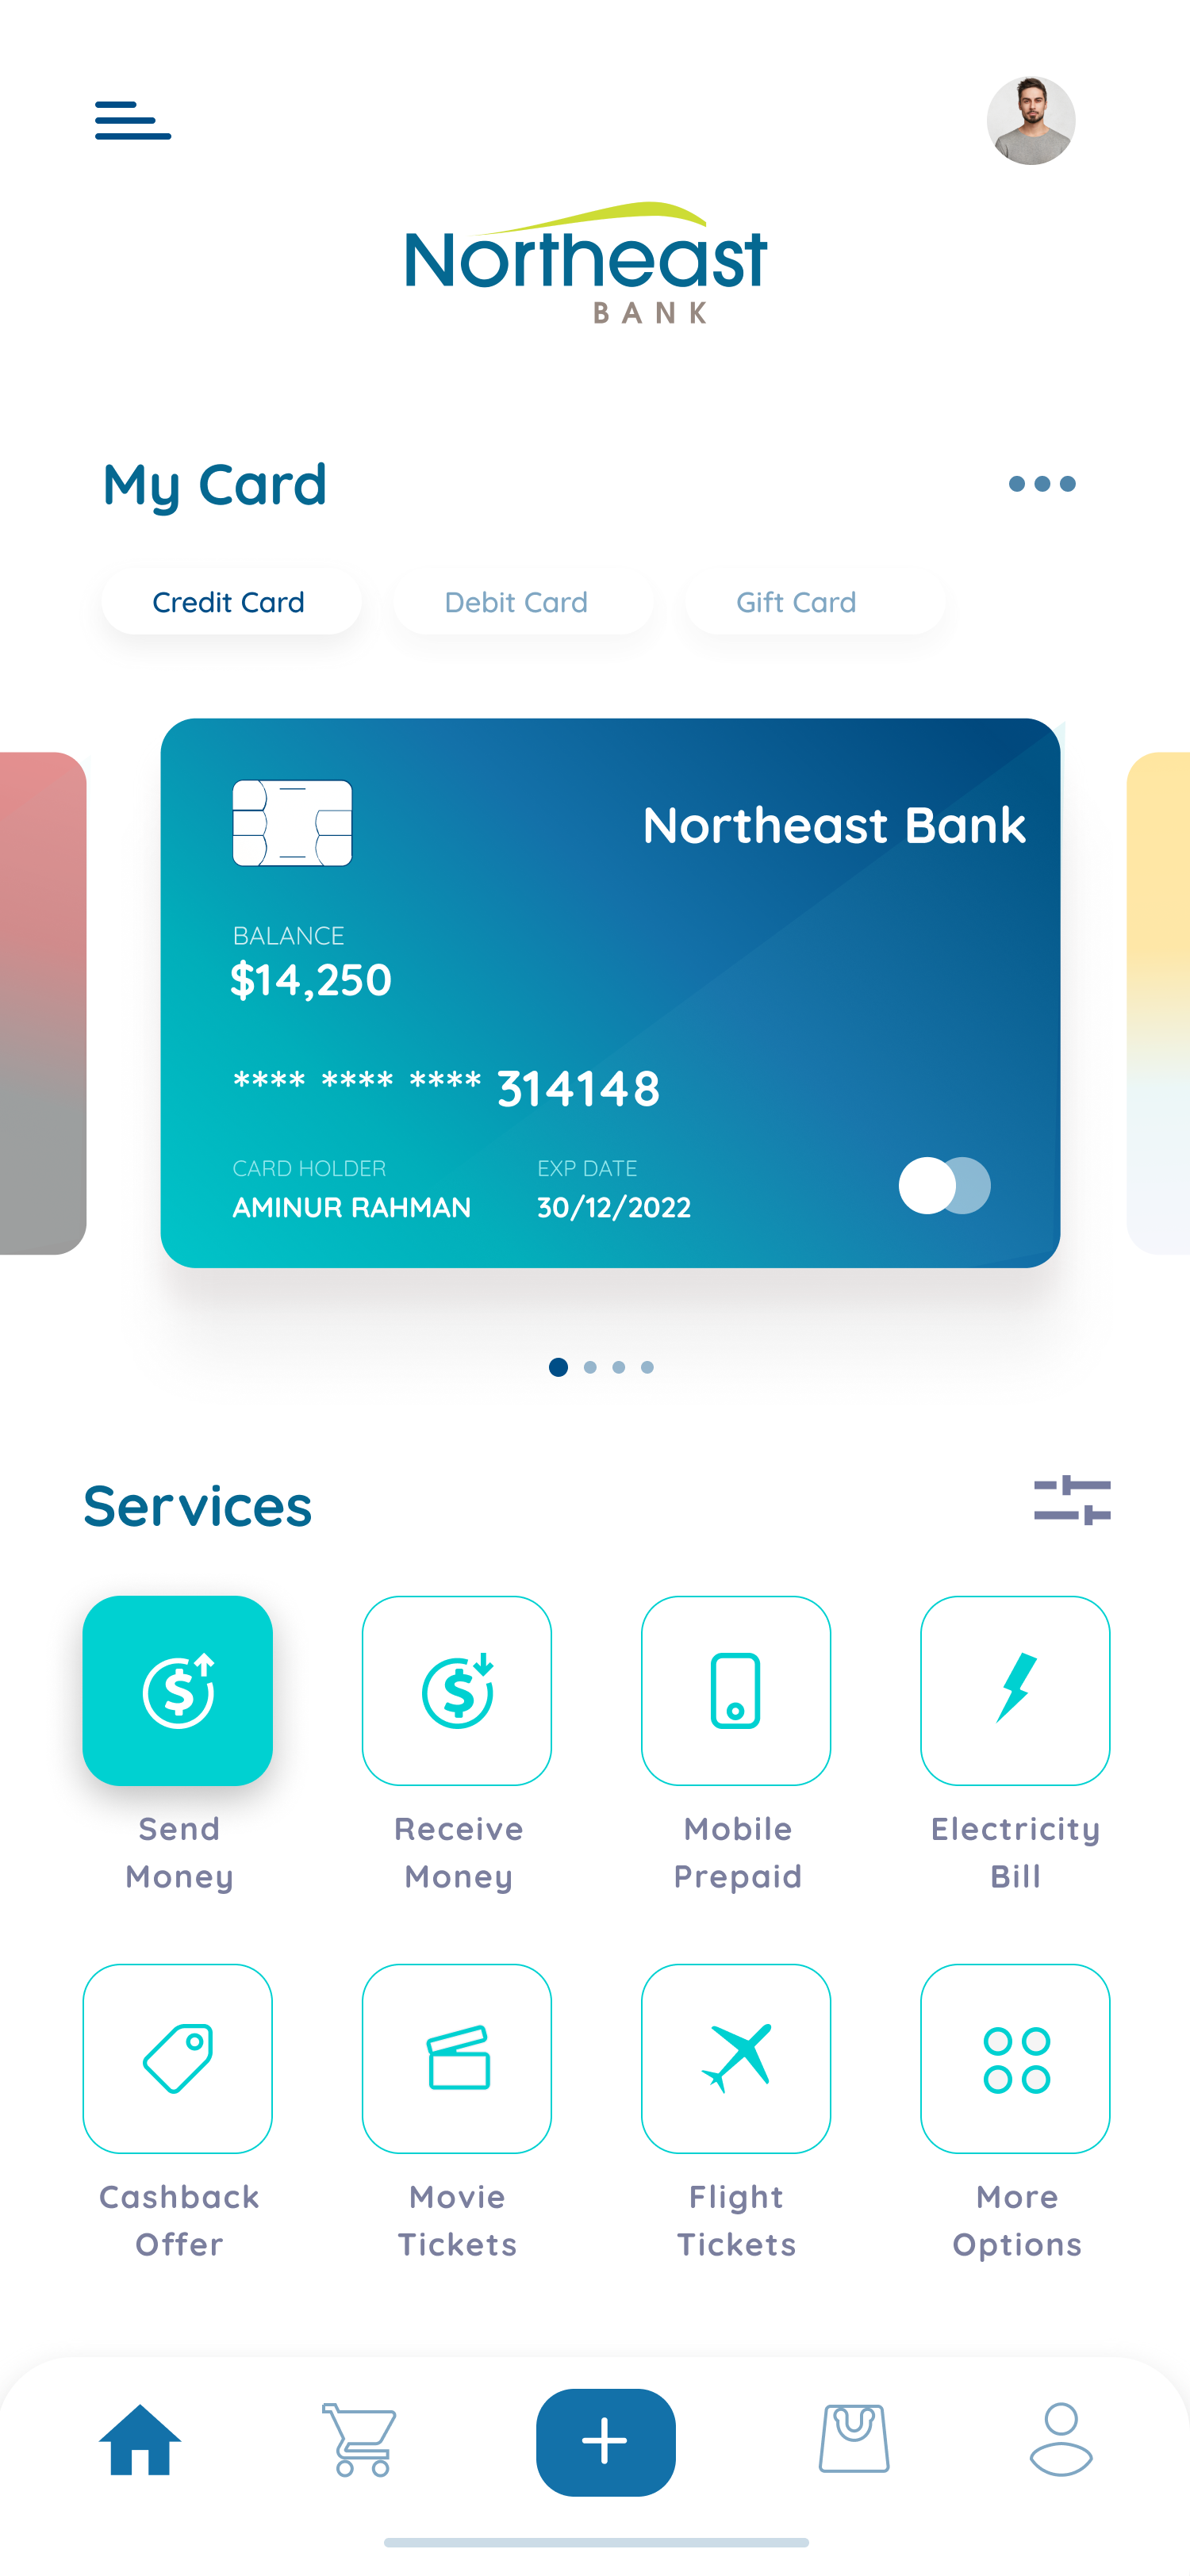 Northeast
BANK
My Card
Credit Card
Debit Card
Gift Card
Northeast Bank
BALANCE
$14,250
**** **** **** 314148
CARD HOLDER
EXP DATE
AMINUR RAHMAN
30/12/2022
Services
Send
Money
Receive
Money
Mobile
Prepaid
Electricity
Bill
Cashback
Offer
Movie
Tickets
Flight
Tickets
More
Options